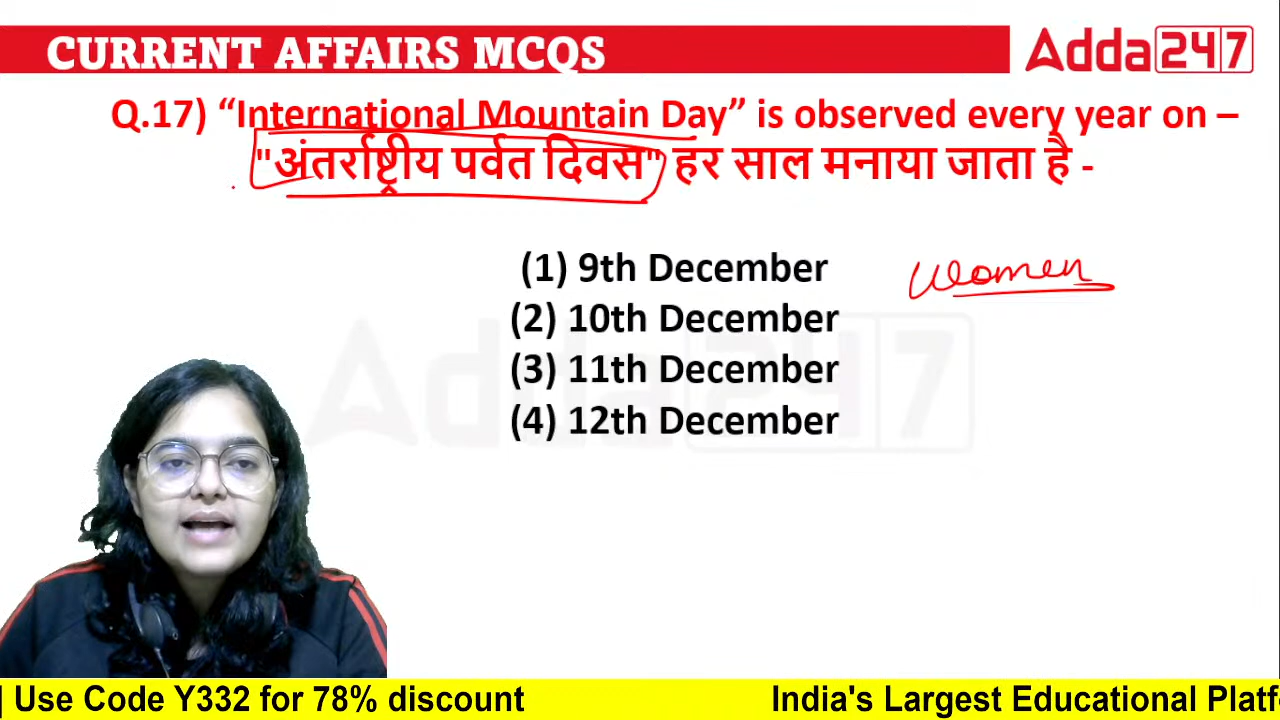 CURRENT AFFAIRS MCQS
Adda247
Q.17) “International Mountain Day” is observed every year on –
"अंतर्राष्ट्रीय पर्वत दिवस" हर साल मनाया जाता है -
(1) 9th December
women
(2) 10th December
Adda247
(3) 11th December
(4) 12th December
Use Code Y332 for 78% discount
India's Largest Educational Platf